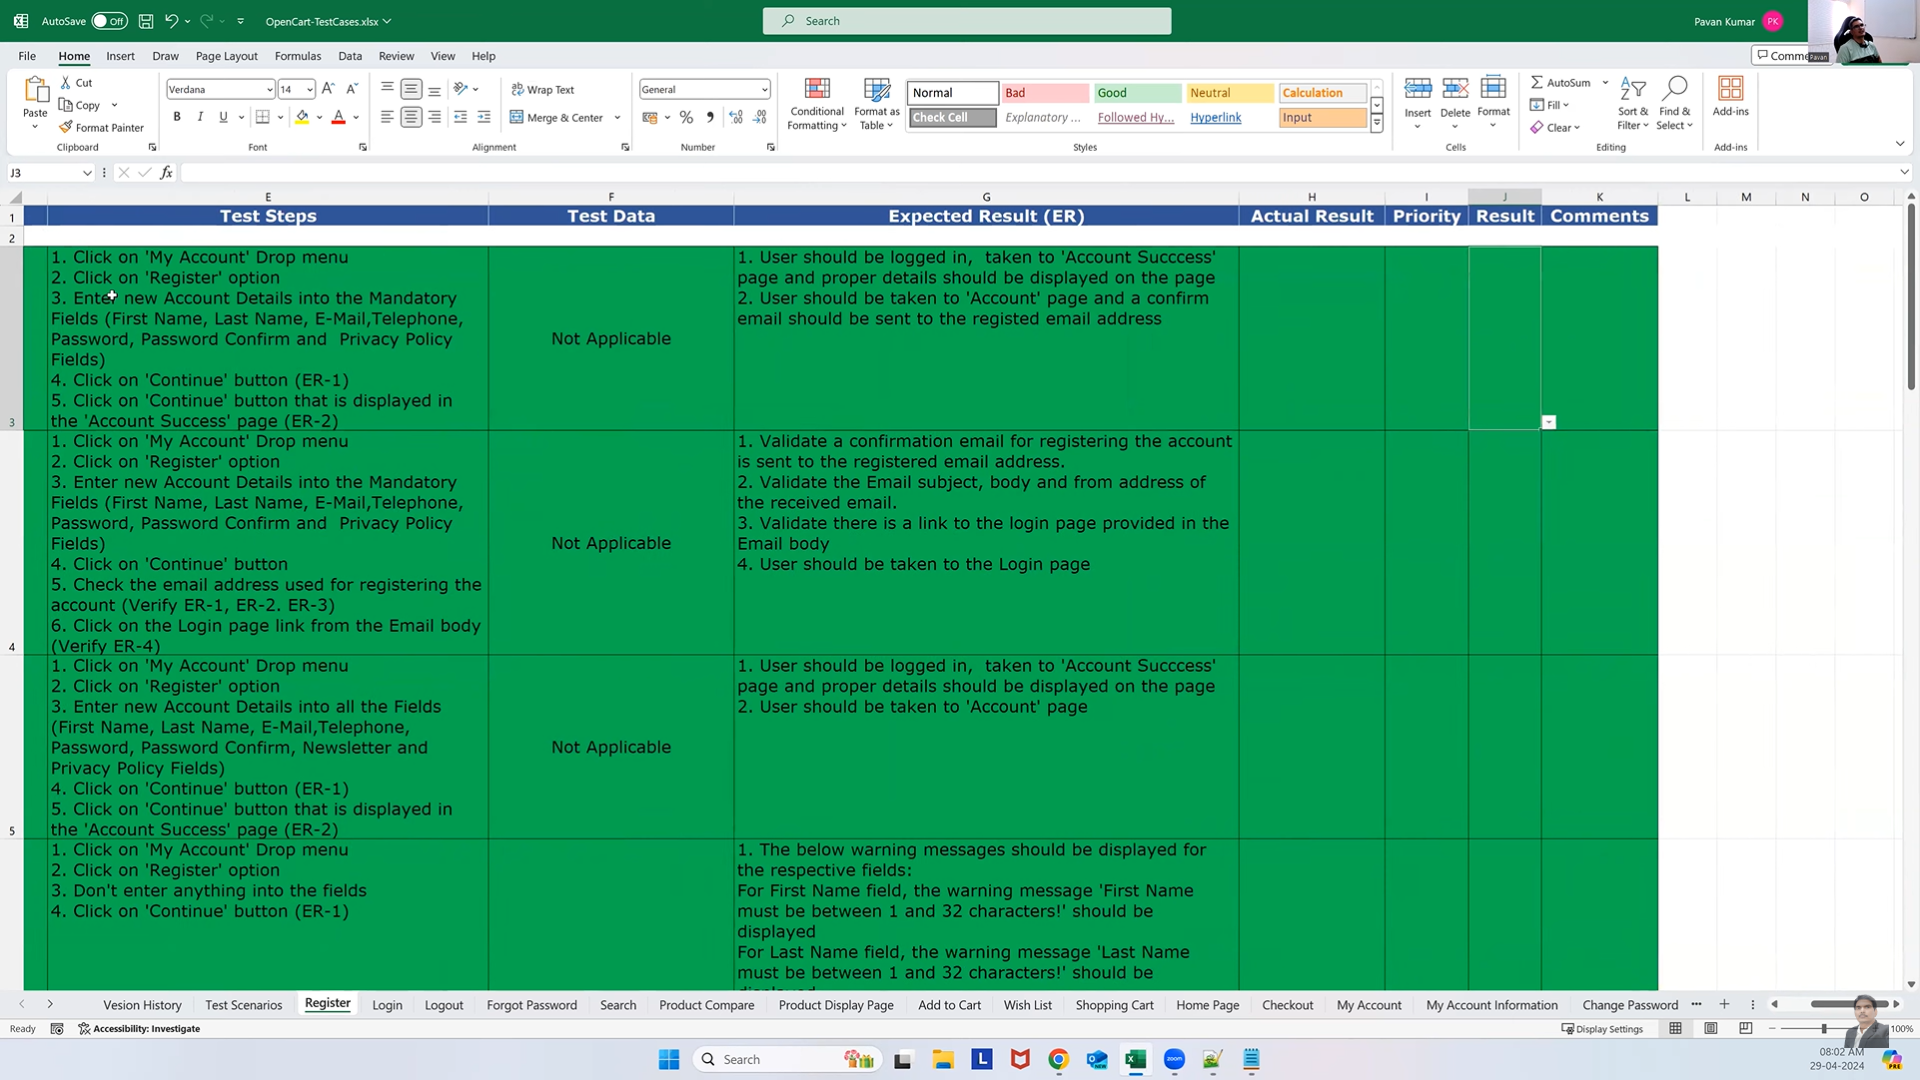 AutoSave Off OpenCart-TestCases.xlsx Search Pavan Kumar PK
File Home Insert Draw Page Layout Formulas Data Review View Help
Pavan
Paste Cut Copy Format Painter
Verdana 14 B I U
Wrap Text Merge & Center
General
Conditional Formatting Format as Table
Normal Bad Good Neutral Calculation
Check Cell Explanatory ... Followed Hy... Hyperlink Input
Insert Delete Format
AutoSum Fill Clear Sort & Filter Find & Select Add-ins
Clipboard Font Alignment Number Styles Cells Editing Add-ins
J3 fx
E F G H I J K L M N O
1 Test Steps Test Data Expected Result (ER) Actual Result Priority Result Comments
2
1. Click on 'My Account' Drop menu
2. Click on 'Register' option
3. Enter new Account Details into the Mandatory
Fields (First Name, Last Name, E-Mail,Telephone,
Password, Password Confirm and  Privacy Policy
Fields)
4. Click on 'Continue' button (ER-1)
5. Click on 'Continue' button that is displayed in
the 'Account Success' page (ER-2)
Not Applicable
1. User should be logged in,  taken to 'Account Succcess'
page and proper details should be displayed on the page
2. User should be taken to 'Account' page and a confirm
email should be sent to the registed email address
3
1. Click on 'My Account' Drop menu
2. Click on 'Register' option
3. Enter new Account Details into the Mandatory
Fields (First Name, Last Name, E-Mail,Telephone,
Password, Password Confirm and  Privacy Policy
Fields)
4. Click on 'Continue' button
5. Check the email address used for registering the
account (Verify ER-1, ER-2. ER-3)
6. Click on the Login page link from the Email body
(Verify ER-4)
Not Applicable
1. Validate a confirmation email for registering the account
is sent to the registered email address.
2. Validate the Email subject, body and from address of
the received email.
3. Validate there is a link to the login page provided in the
Email body
4. User should be taken to the Login page
4
1. Click on 'My Account' Drop menu
2. Click on 'Register' option
3. Enter new Account Details into all the Fields
(First Name, Last Name, E-Mail,Telephone,
Password, Password Confirm, Newsletter and
Privacy Policy Fields)
4. Click on 'Continue' button (ER-1)
5. Click on 'Continue' button that is displayed in
the 'Account Success' page (ER-2)
Not Applicable
1. User should be logged in,  taken to 'Account Succcess'
page and proper details should be displayed on the page
2. User should be taken to 'Account' page
5
1. Click on 'My Account' Drop menu
2. Click on 'Register' option
3. Don't enter anything into the fields
4. Click on 'Continue' button (ER-1)
1. The below warning messages should be displayed for
the respective fields:
For First Name field, the warning message 'First Name
must be between 1 and 32 characters!' should be
displayed
For Last Name field, the warning message 'Last Name
must be between 1 and 32 characters!' should be
Vesion History Test Scenarios Register Login Logout Forgot Password Search Product Compare Product Display Page Add to Cart Wish List Shopping Cart Home Page Checkout My Account My Account Information Change Password
Ready Accessibility: Investigate Display Settings 100%
Search
L
zoom
08:02 AM
29-04-2024
PRE